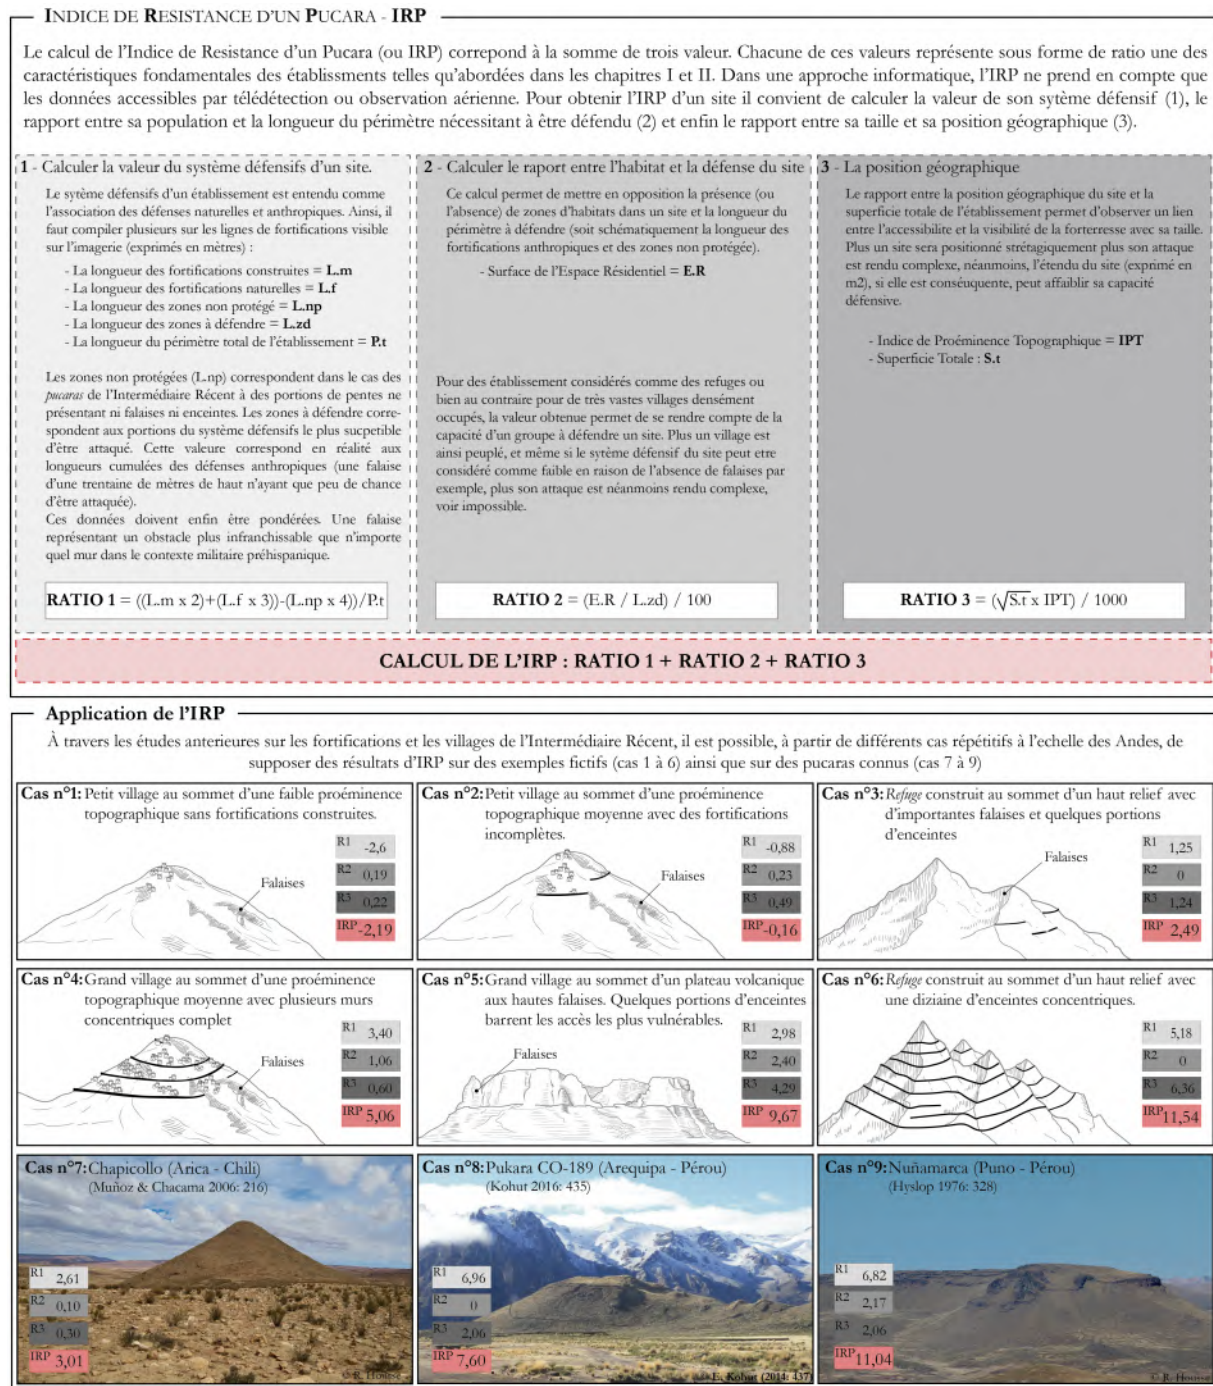 INDICE DE RESISTANCE D'UN PUCARA - IRP
Le calcul de l'Indice de Resistance d'un Pucara (ou IRP) correpond à la somme de trois valeur. Chacune de ces valeurs représente sous forme de ratio une des
caractéristiques fondamentales des établissments telles qu'abordées dans les chapitres I et II. Dans une approche informatique, l'IRP ne prend en compte que
les données accessibles par télédétection ou observation aérienne. Pour obtenir l'IRP d'un site il convient de calculer la valeur de son sytème défensif (1), le
rapport entre sa population et la longueur du périmètre nécessitant à être défendu (2) et enfin le rapport entre sa taille et sa position géographique (3).
1 - Calculer la valeur du système défensifs d'un site.
Le sytème défensifs d'un établissement est entendu comme
l'association des défenses naturelles et anthropiques. Ainsi, il
faut compiler plusieurs sur les lignes de fortifications visible
sur l'imagerie (exprimés en mètres) :
- La longueur des fortifications construites = L.m
- La longueur des fortifications naturelles = L.f
- La longueur des zones non protégé = L.np
- La longueur des zones à défendre = L.zd
- La longueur du périmètre total de l'établissement = P.t
Les zones non protégées (L.np) correspondent dans le cas des
pucaras de l'Intermédiaire Récent à des portions de pentes ne
présentant ni falaises ni enceintes. Les zones à défendre corre-
spondent aux portions du système défensifs le plus sucpetible
d'être attaqué. Cette valeure correspond en réalité aux
longueurs cumulées des défenses anthropiques (une falaise
d'une trentaine de mètres de haut n'ayant que peu de chance
d'être attaquée).
Ces données doivent enfin être pondérées. Une falaise
représentant un obstacle plus infranchissable que n'importe
quel mur dans le contexte militaire préhispanique.
RATIO 1 = ((L.m x 2)+(L.f x 3))-(L.np x 4))/P.t
2 - Calculer le raport entre l'habitat et la défense du site
Ce calcul permet de mettre en opposition la présence (ou
l'absence) de zones d'habitats dans un site et la longueur du
périmètre à défendre (soit schématiquement la longueur des
fortifications anthropiques et des zones non protégée).
- Surface de l'Espace Résidentiel = E.R
Pour des établissement considérés comme des refuges ou
bien au contraire pour de très vastes villages densément
occupés, la valeur obtenue permet de se rendre compte de la
capacité d'un groupe à défendre un site. Plus un village est
ainsi peuplé, et même si le sytème défensif du site peut etre
considéré comme faible en raison de l'absence de falaises par
exemple, plus son attaque est néanmoins rendu complexe,
voir impossible.
RATIO 2 = (E.R / L.zd) / 100
3 - La position géographique
Le rapport entre la position géographique du site et la
superficie totale de l'établissement permet d'observer un lien
entre l'accessibilite et la visibilité de la forterresse avec sa taille.
Plus un site sera positionné strétagiquement plus son attaque
est rendu complexe, néanmoins, l'étendu du site (exprimé en
m2), si elle est conséuquente, peut affaiblir sa capacité
défensive.
- Indice de Proéminence Topographique = IPT
- Superficie Totale : S.t
RATIO 3 = (√S.t x IPT) / 1000
CALCUL DE L'IRP : RATIO 1 + RATIO 2 + RATIO 3
Application de l'IRP
À travers les études anterieures sur les fortifications et les villages de l'Intermédiaire Récent, il est possible, à partir de différents cas répétitifs à l'echelle des Andes, de
supposer des résultats d'IRP sur des exemples fictifs (cas 1 à 6) ainsi que sur des pucaras connus (cas 7 à 9)
Cas n°1: Petit village au sommet d'une faible proéminence
topographique sans fortifications construites.
R1 -2,6
R2 0,19
R3 0,22
IRP -2,19
Falaises
Cas n°2: Petit village au sommet d'une proéminence
topographique moyenne avec des fortifications
incomplètes.
R1 -0,88
R2 0,23
R3 0,49
IRP -0,16
Falaises
Cas n°3: Refuge construit au sommet d'un haut relief avec
d'importantes falaises et quelques portions
d'enceintes
Falaises
R1 1,25
R2 0
R3 1,24
IRP 2,49
Cas n°4: Grand village au sommet d'une proéminence
topographique moyenne avec plusieurs murs
concentriques complet
R1 3,40
R2 1,06
R3 0,60
IRP 5,06
Falaises
Cas n°5: Grand village au sommet d'un plateau volcanique
aux hautes falaises. Quelques portions d'enceintes
barrent les accès les plus vulnérables.
Falaises
R1 2,98
R2 2,40
R3 4,29
IRP 9,67
Cas n°6: Refuge construit au sommet d'un haut relief avec
une diziaine d'enceintes concentriques.
R1 5,18
R2 0
R3 6,36
IRP 11,54
Cas n°7: Chapicollo (Arica - Chili)
(Muñoz & Chacama 2006: 216)
R1 2,61
R2 0,10
R3 0,30
IRP 3,01
© R. Housse
Cas n°8: Pukara CO-189 (Arequipa - Pérou)
(Kohut 2016: 435)
R1 6,96
R2 0
R3 2,06
IRP 7,60
E. Kohut (2014: 437)
Cas n°9: Nuñamarca (Puno - Pérou)
(Hyslop 1976: 328)
R1 6,82
R2 2,17
R3 2,06
IRP 11,04
© R. Housse